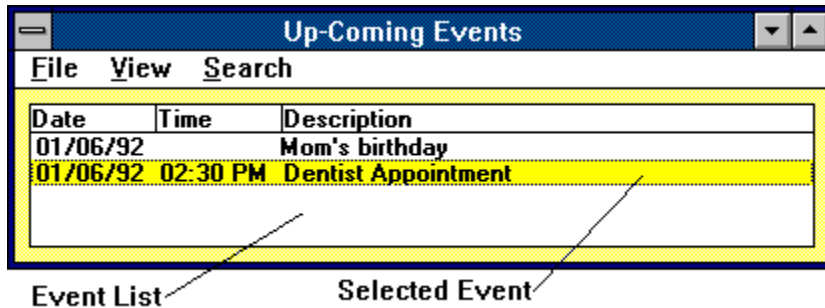 Up-Coming Events
File View Search
Date Time Description
01/06/92 Mom's birthday
01/06/92 02:30 PM Dentist Appointment
Event List Selected Event